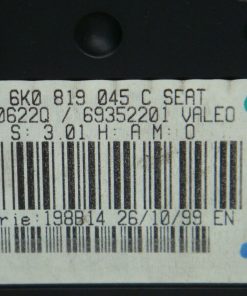 6K0 819 045 C SEAT
0622Q / 69352201 VALEO
S: 3.01 H: A M: 0
rie:198B14 26/10/99 EN